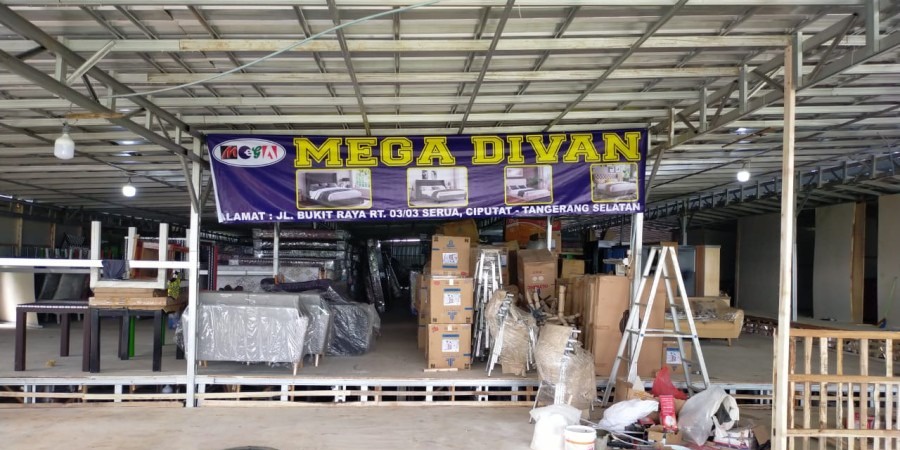 MEGA
MEGA DIVAN
ALAMAT : JL. BUKIT RAYA RT. 03/03 SERUA, CIPUTAT - TANGERANG SELATAN